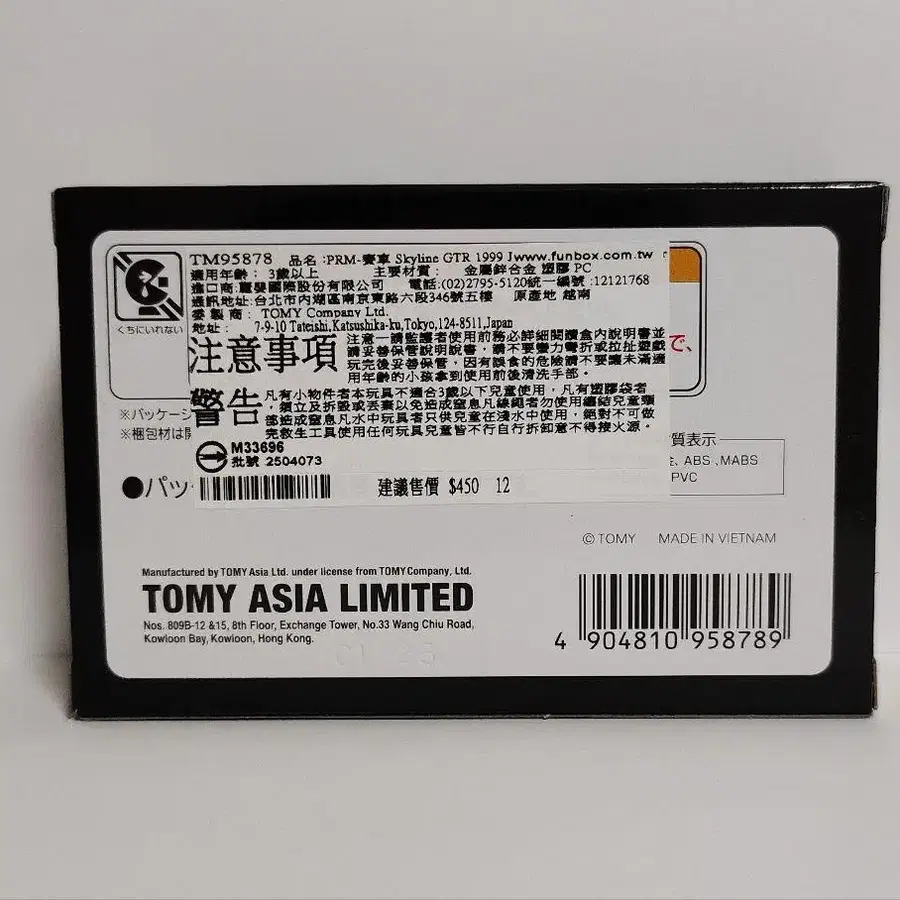 TM95878 品名:PRM-賽車 Skyline GTR 1999 Jwww.funbox.com.tw
適用年齡: 3歲以上 主要材質: 金屬鋅合金 塑膠 PC
進口商:麗嬰國際股份有限公司 電話:(02)2795-5120統一編號:12121768
通訊地址:台北市內湖區南京東路六段346號五樓 原產地 越南
委製商: TOMY Company Ltd.
地址: 7-9-10 Tateishi,Katsushika-ku,Tokyo,124-8511,Japan
くちにいれない
注意事項
注意一請監護者使用前務必詳細閱讀盒內說明書並
請妥善保管說明說書,請不要變力彎折或拉扯遊戲
玩完後妥善保管,因有誤食的危險請不要讓未滿適
用年齡的小孩拿到使用前後清洗手部。
で、
警告
凡有小物件者本玩具不適合3歲以下兒童使用,凡有塑膠袋者
,須立及拆毀或丟棄以免造成窒息凡線繩者勿使用纏結兒童頸
部造成窒息凡水中玩具者只供兒童在淺水中使用,絕對不可做
完救生工具使用任何玩具兒童皆不行自行拆卸意不得接火源。
※パッケージ
※梱包材は
M33696
批號 2504073
質表示
、ABS ,MABS
PVC
●パッ
建議售價 $450 12
© TOMY MADE IN VIETNAM
Manufactured by TOMY Asia Ltd. under license from TOMY Company, Ltd.
TOMY ASIA LIMITED
Nos. 809B-12 &15, 8th Floor, Exchange Tower, No.33 Wang Chiu Road,
Kowloon Bay, Kowloon, Hong Kong.
4 904810 958789